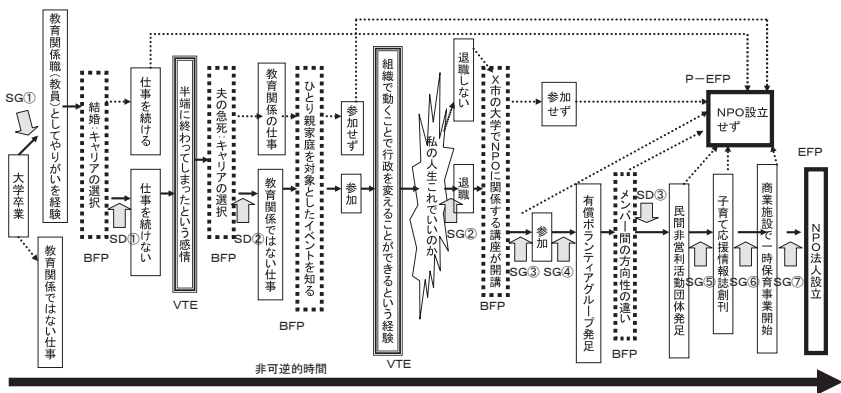 SG①
大学卒業
教育関係職(教員)としてやりがいを経験
教育関係ではない仕事
結婚:キャリアの選択
BFP
SD①
仕事を続ける
仕事を続けない
半端に終わってしまったという感情
VTE
夫の急死:キャリアの選択
BFP
SD②
教育関係の仕事
教育関係ではない仕事
ひとり親家庭を対象としたイベントを知る
BFP
参加せず
参加
組織で動くことで行政を変えることができるという経験
VTE
私の人生これでいいのか
退職しない
退職
SG②
X市の大学でNPOに関係する講座が開講
BFP
参加
せず
SG③
参加
SG④
有償ボランティアグループ発足
メンバー間の方向性の違い
BFP
SD③
民間非営利活動団体発足
SG⑤
子育て応援情報誌創刊
SG⑥
商業施設で一時保育事業開始
SG⑦
P-EFP
NPO設立
せず
EFP
NPO法人設立
非可逆的時間